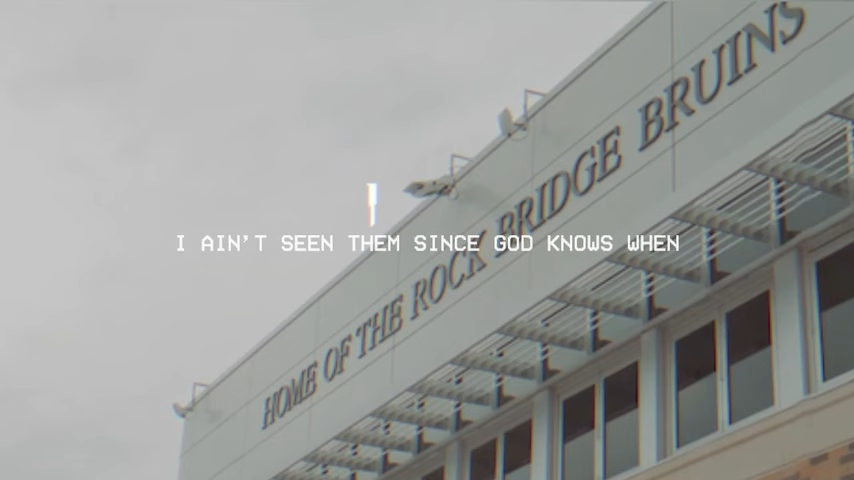 I AIN'T SEEN THEM SINCE GOD KNOWS WHEN
HOME OF THE ROCK BRIDGE BRUINS